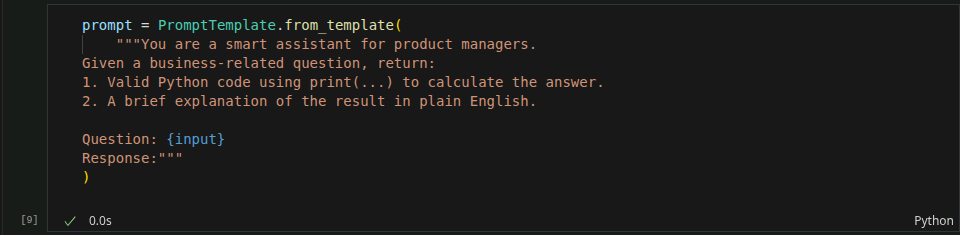 prompt = PromptTemplate.from_template(
    """You are a smart assistant for product managers.
Given a business-related question, return:
1. Valid Python code using print(...) to calculate the answer.
2. A brief explanation of the result in plain English.

Question: {input}
Response:"""
)
[9] ✓ 0.0s Python